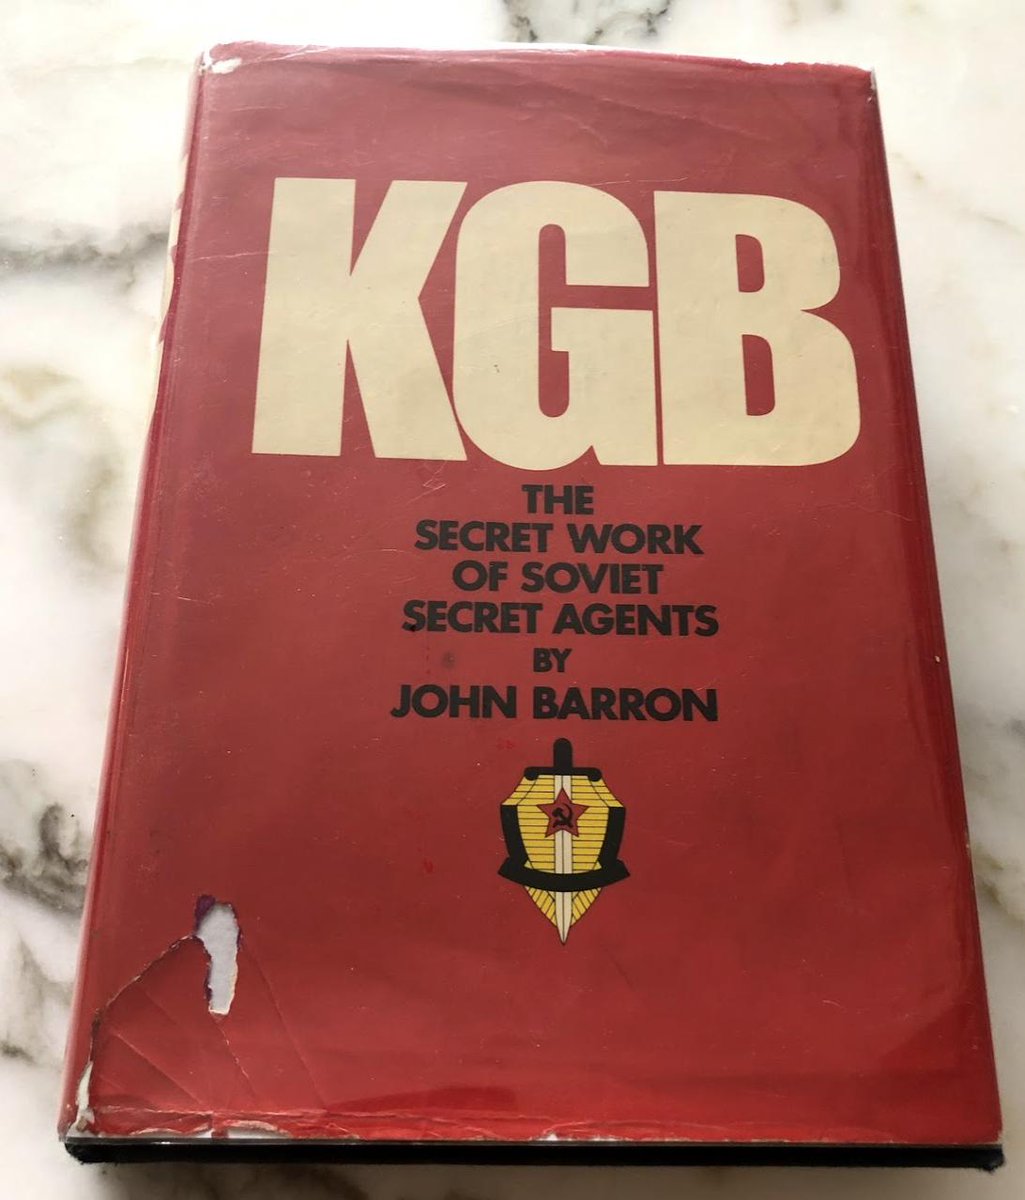 KGB
THE
SECRET WORK
OF SOVIET
SECRET AGENTS
BY
JOHN BARRON